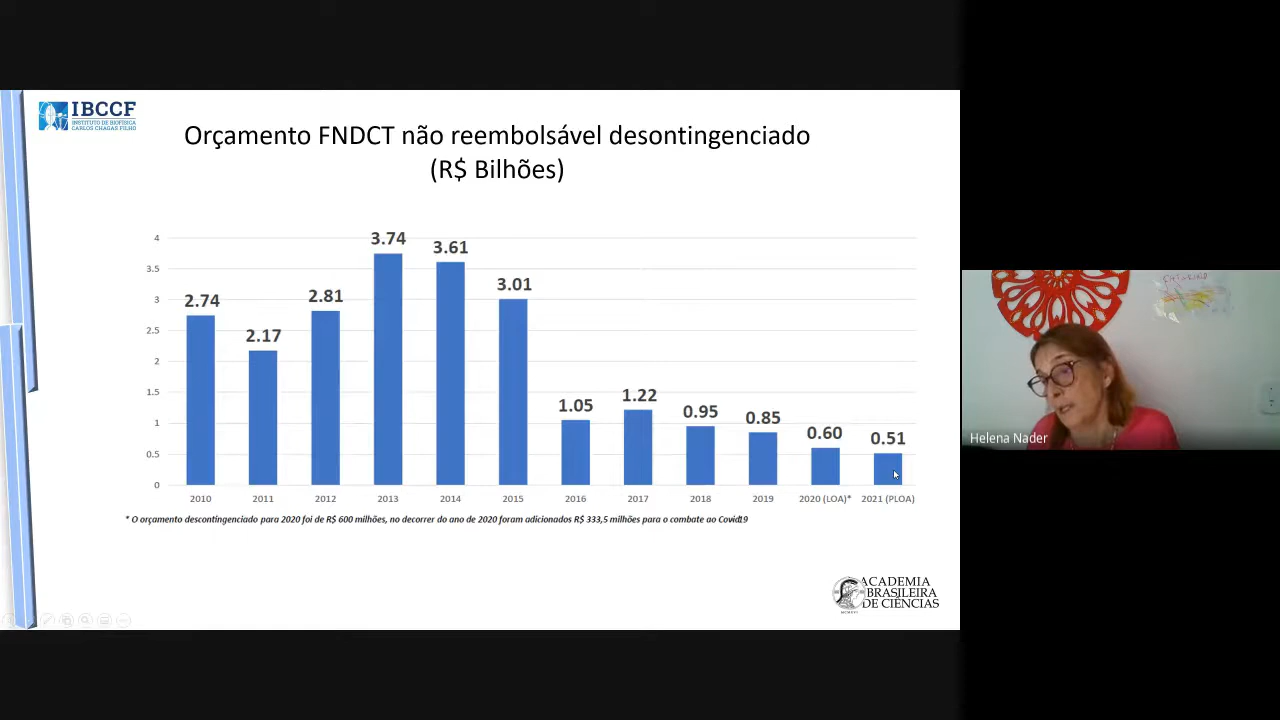 IBCCF
INSTITUTO DE BIOFÍSICA
CARLOS CHAGAS FILHO
Orçamento FNDCT não reembolsável desontingenciado
(R$ Bilhões)
4
3.5
3
2.5
2
1.5
1
0.5
0
2.74
2.17
2.81
3.74
3.61
3.01
1.05
1.22
0.95
0.85
0.60
0.51
2010
2011
2012
2013
2014
2015
2016
2017
2018
2019
2020 (LOA)*
2021 (PLOA)
* O orçamento descontingenciado para 2020 foi de R$ 600 milhões, no decorrer do ano de 2020 foram adicionados R$ 333,5 milhões para o combate ao Covid19
ACADEMIA
BRASILEIRA
DE CIÊNCIAS
Helena Nader